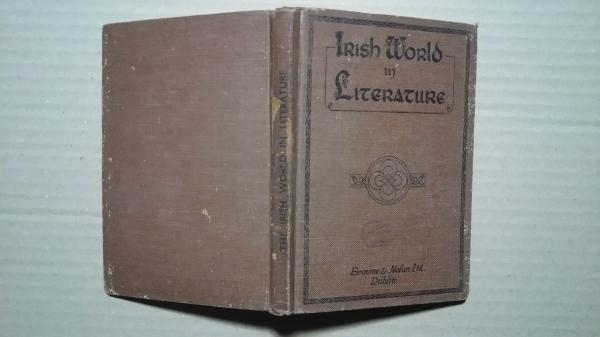 THE IRISH WORLD IN LITERATURE
Irish World
in
Literature
Browne & Nolan Ltd.
Dublin